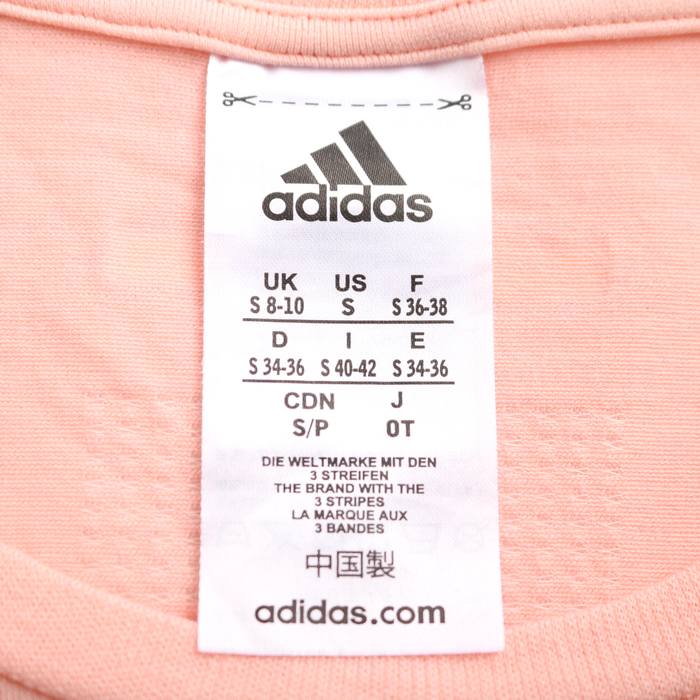 adidas
UK US F
S 8-10 S S 36-38
D I E
S 34-36 S 40-42 S 34-36
CDN J
S/P OT
DIE WELTMARKE MIT DEN
3 STREIFEN
THE BRAND WITH THE
3 STRIPES
LA MARQUE AUX
3 BANDES
中国製
adidas.com